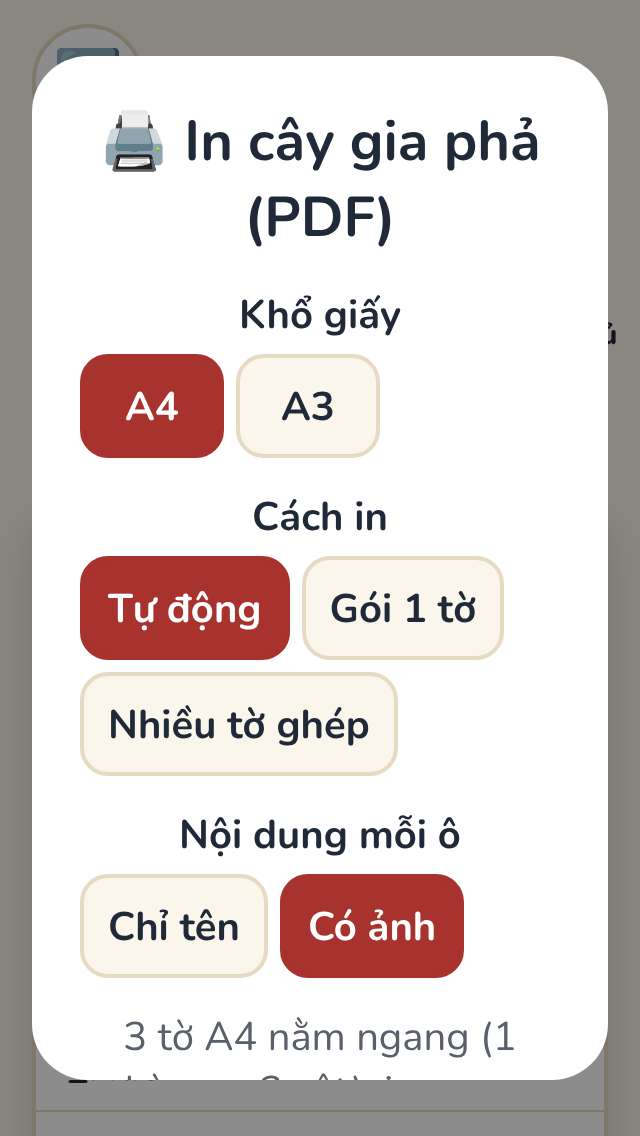 In cây gia phả
(PDF)
Khổ giấy
A4
A3
Cách in
Tự động
Gói 1 tờ
Nhiều tờ ghép
Nội dung mỗi ô
Chỉ tên
Có ảnh
3 tờ A4 nằm ngang (1